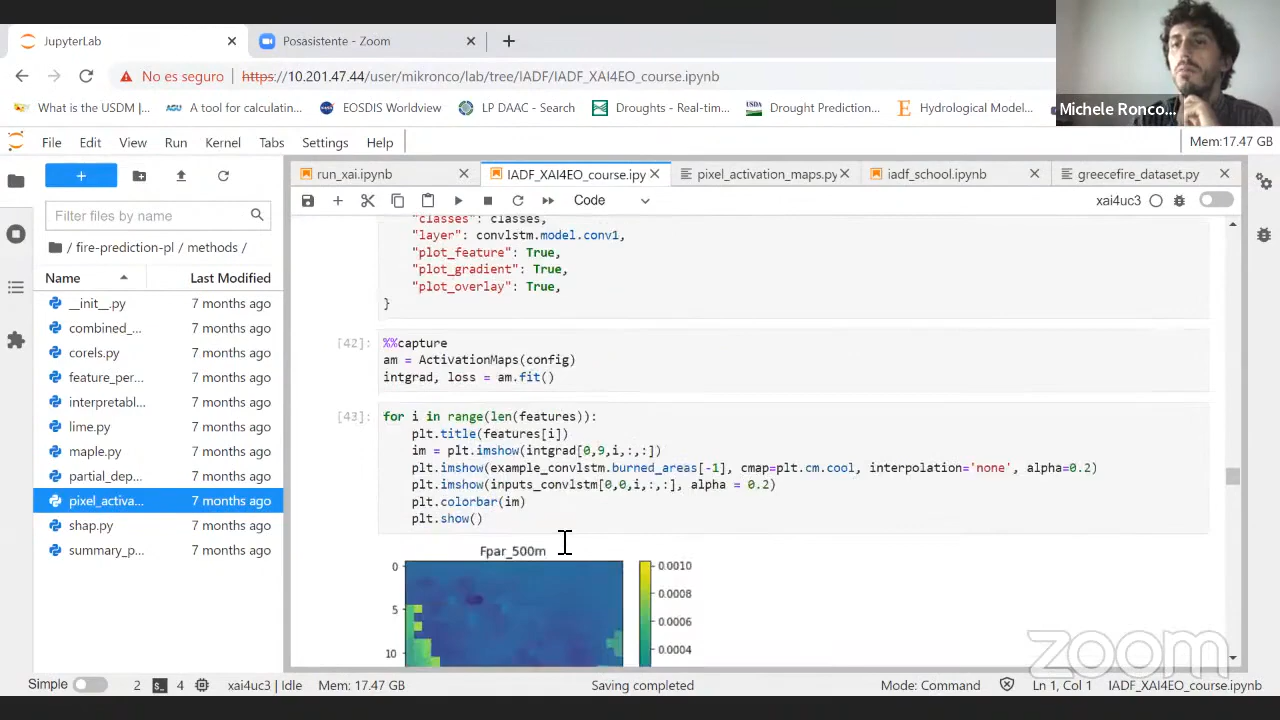 JupyterLab
Posasistente - Zoom
No es seguro
https://10.201.47.44/user/mikronco/lab/tree/IADF/IADF_XAI4EO_course.ipynb
What is the USDM |...
AGU
A tool for calculatin...
EOSDIS Worldview
LP DAAC - Search
Droughts - Real-tim...
USDA
Drought Prediction...
Hydrological Model...
Michele Ronco...
File Edit View Run Kernel Tabs Settings Help
Mem:17.47 GB
run_xai.ipynb
IADF_XAI4EO_course.ipy
pixel_activation_maps.py
iadf_school.ipynb
greecefire_dataset.py
Code
xai4uc3
Filter files by name
/ fire-prediction-pl / methods /
Name Last Modified
__init__.py 7 months ago
combined_... 7 months ago
corels.py 7 months ago
feature_per... 7 months ago
interpretabl... 7 months ago
lime.py 7 months ago
maple.py 7 months ago
partial_dep... 7 months ago
pixel_activa... 7 months ago
shap.py 7 months ago
summary_p... 7 months ago
"classes": classes,
"layer": convlstm.model.conv1,
"plot_feature": True,
"plot_gradient": True,
"plot_overlay": True,
}
[42]:
%%capture
am = ActivationMaps(config)
intgrad, loss = am.fit()
[43]:
for i in range(len(features)):
plt.title(features[i])
im = plt.imshow(intgrad[0,9,i,:,:])
plt.imshow(example_convlstm.burned_areas[-1], cmap=plt.cm.cool, interpolation='none', alpha=0.2)
plt.imshow(inputs_convlstm[0,0,i,:,:], alpha = 0.2)
plt.colorbar(im)
plt.show()
Fpar_500m
0
5
10
0.0010
0.0008
0.0006
0.0004
zoom
Simple 2 4 xai4uc3 | Idle Mem: 17.47 GB Saving completed Mode: Command Ln 1, Col 1 IADF_XAI4EO_course.ipynb